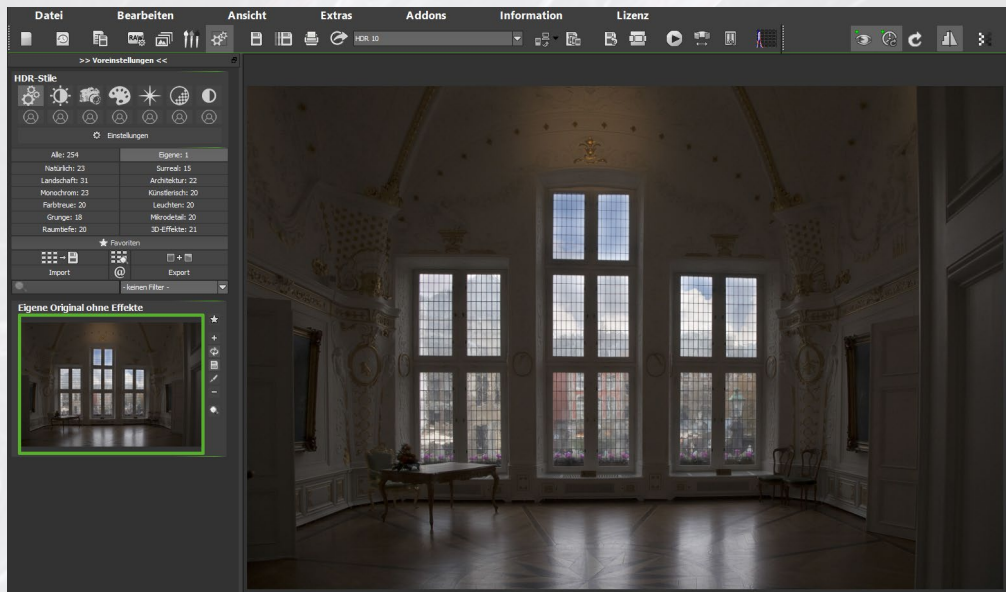 Datei Bearbeiten Ansicht Extras Addons Information Lizenz
RAW HDR 10
>> Voreinstellungen <<
HDR-Stile
Einstellungen
Alle: 254 Eigene: 1
Natürlich: 23 Surreal: 15
Landschaft: 31 Architektur: 22
Monochrom: 23 Künstlerisch: 20
Farbtreue: 20 Leuchten: 20
Grunge: 18 Mikrodetail: 20
Raumtiefe: 20 3D-Effekte: 21
Favoriten
Import @ Export
- keinen Filter -
Eigene Original ohne Effekte